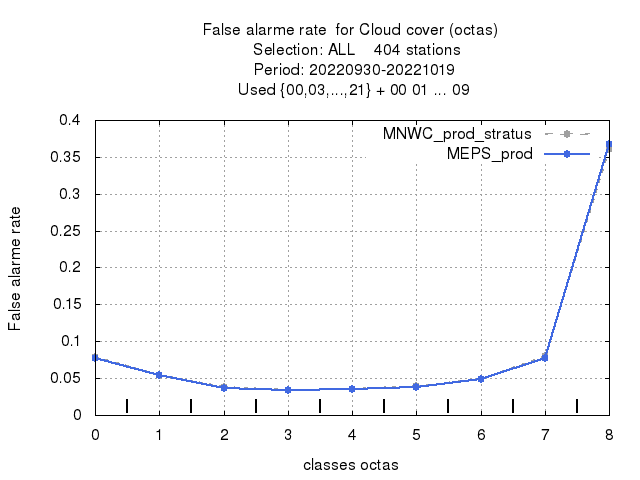 False alarme rate  for Cloud cover (octas)
Selection: ALL    404 stations
Period: 20220930-20221019
Used {00,03,...,21} + 00 01 ... 09
MNWC_prod_stratus
MEPS_prod
False alarme rate
0.4
0.35
0.3
0.25
0.2
0.15
0.1
0.05
0
0 1 2 3 4 5 6 7 8
classes octas